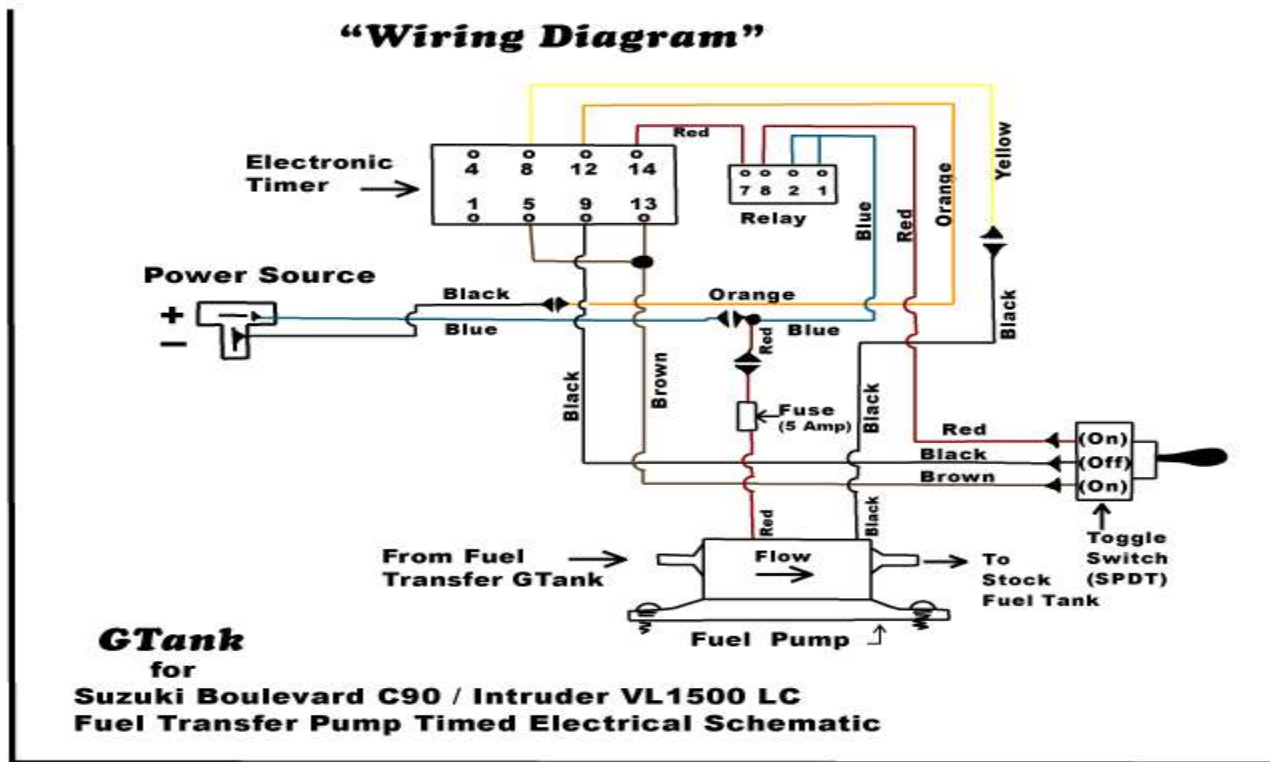 “Wiring Diagram”
Electronic
Timer
4 8 12 14
1 5 9 13
Red
7 8 2 1
Relay
Blue
Red
Orange
Yellow
Power Source
+
−
Black
Blue
Orange
Blue
Red
Black
Black
Brown
Fuse
(5 Amp)
Black
Red
Black
Brown
(On)
(Off)
(On)
Toggle
Switch
(SPDT)
Red
Black
From Fuel
Transfer GTank
Flow
To
Stock
Fuel Tank
Fuel Pump
GTank
for
Suzuki Boulevard C90 / Intruder VL1500 LC
Fuel Transfer Pump Timed Electrical Schematic